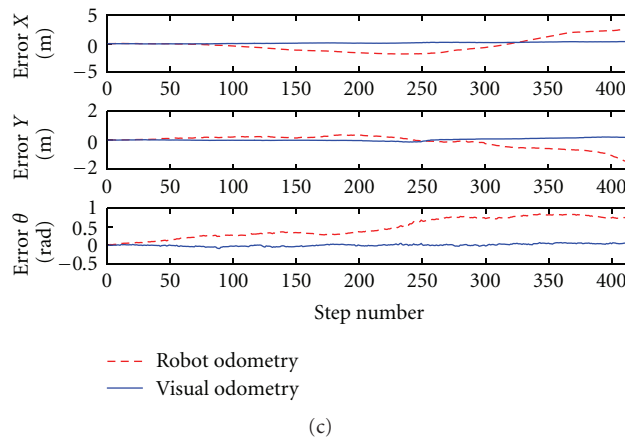 Error X
(m)
5
0
−5
0 50 100 150 200 250 300 350 400
Error Y
(m)
2
0
−2
0 50 100 150 200 250 300 350 400
Error θ
(rad)
1
0.5
0
−0.5
0 50 100 150 200 250 300 350 400
Step number
Robot odometry
Visual odometry
(c)